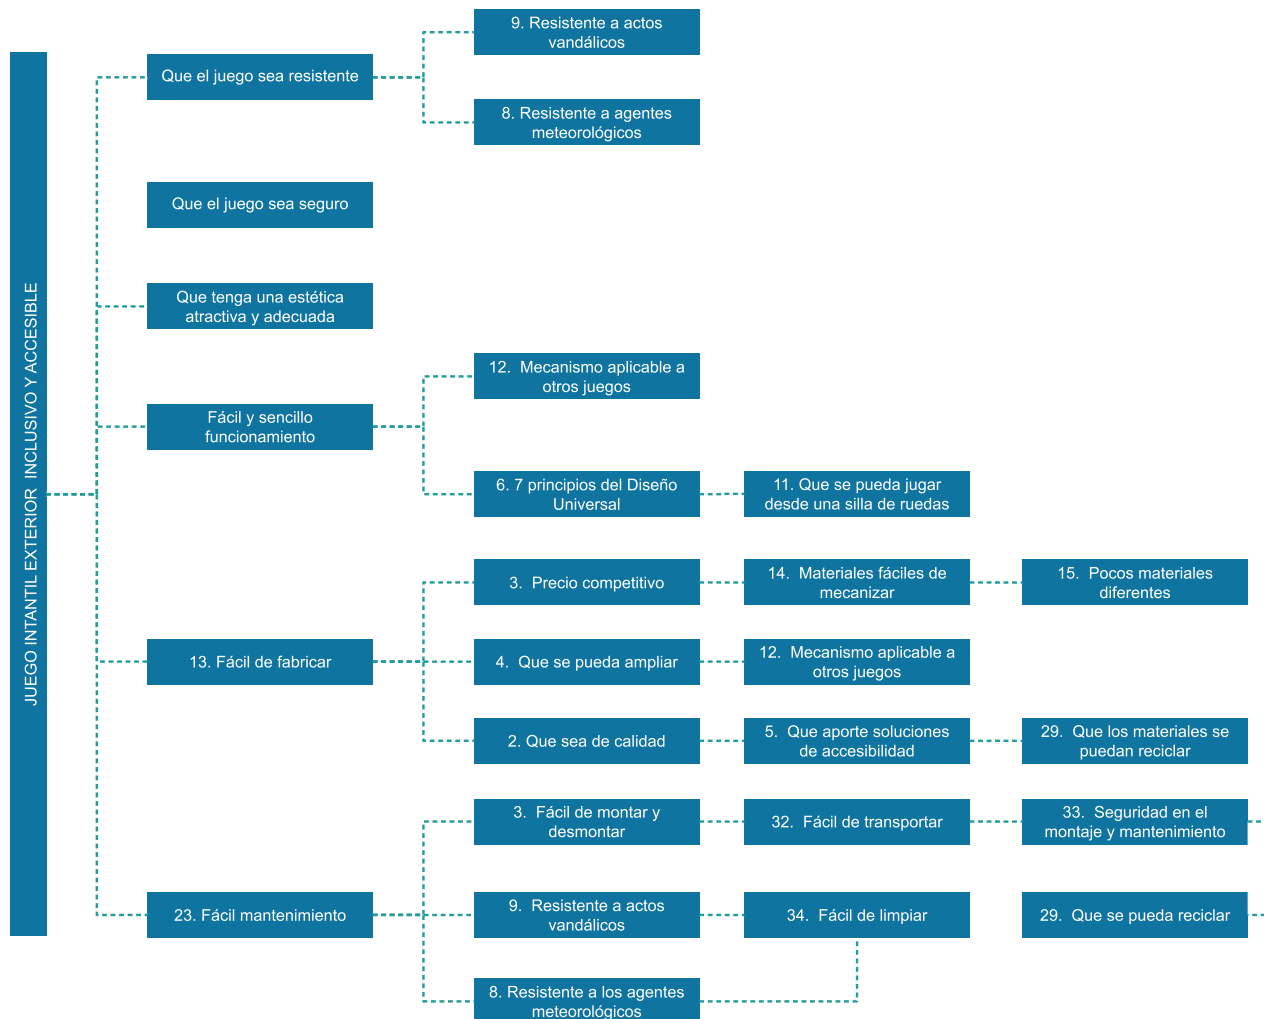 JUEGO INTANTIL EXTERIOR  INCLUSIVO Y ACCESIBLE
Que el juego sea resistente
9. Resistente a actos
vandálicos
8. Resistente a agentes
meteorológicos
Que el juego sea seguro
Que tenga una estética
atractiva y adecuada
Fácil y sencillo
funcionamiento
12.  Mecanismo aplicable a
otros juegos
6. 7 principios del Diseño
Universal
11. Que se pueda jugar
desde una silla de ruedas
13. Fácil de fabricar
3.  Precio competitivo
14.  Materiales fáciles de
mecanizar
15.  Pocos materiales
diferentes
4.  Que se pueda ampliar
12.  Mecanismo aplicable a
otros juegos
2. Que sea de calidad
5.  Que aporte soluciones
de accesibilidad
29.  Que los materiales se
puedan reciclar
23. Fácil mantenimiento
3.  Fácil de montar y
desmontar
32.  Fácil de transportar
33.  Seguridad en el
montaje y mantenimiento
9.  Resistente a actos
vandálicos
34.  Fácil de limpiar
29.  Que se pueda reciclar
8. Resistente a los agentes
meteorológicos